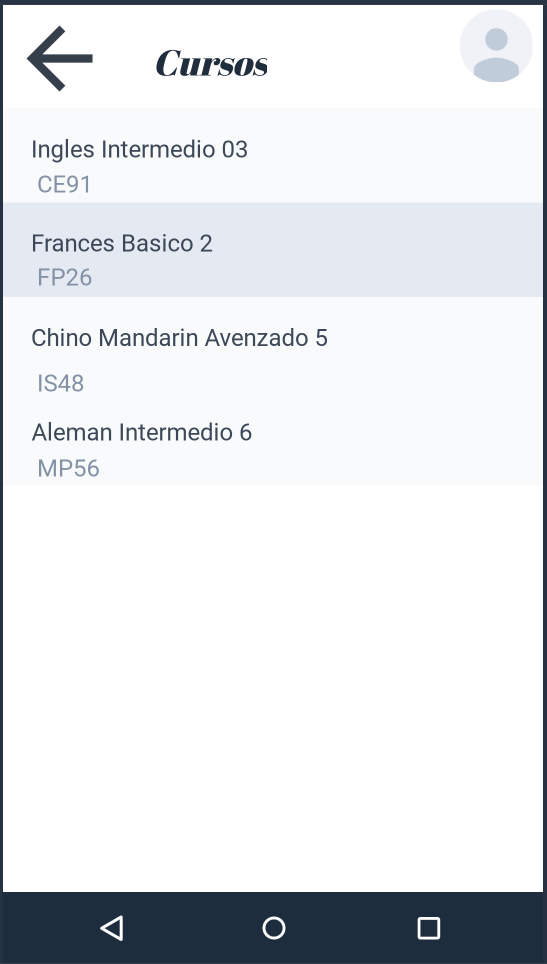 Cursos
Ingles Intermedio 03
CE91
Frances Basico 2
FP26
Chino Mandarin Avenzado 5
IS48
Aleman Intermedio 6
MP56